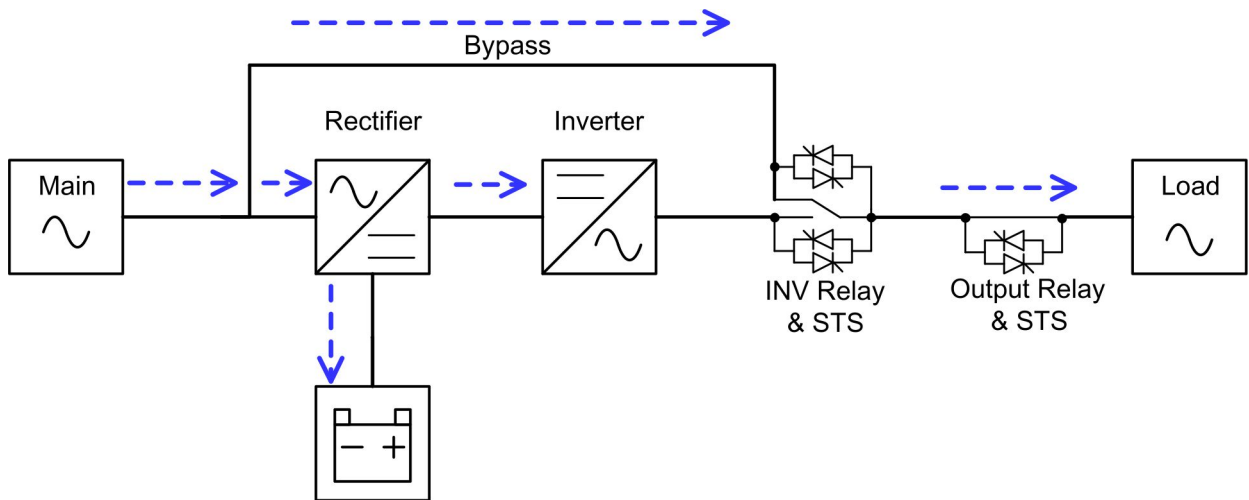 Bypass
Rectifier
Inverter
Main
Load
INV Relay
& STS
Output Relay
& STS